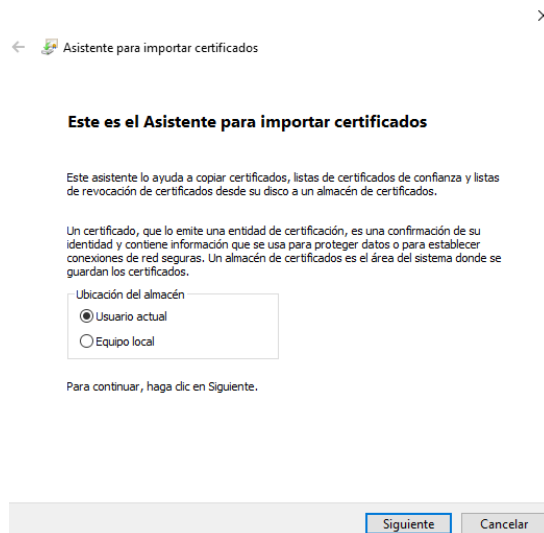 Asistente para importar certificados
Este es el Asistente para importar certificados
Este asistente lo ayuda a copiar certificados, listas de certificados de confianza y listas
de revocación de certificados desde su disco a un almacén de certificados.
Un certificado, que lo emite una entidad de certificación, es una confirmación de su
identidad y contiene información que se usa para proteger datos o para establecer
conexiones de red seguras. Un almacén de certificados es el área del sistema donde se
guardan los certificados.
Ubicación del almacén
Usuario actual
Equipo local
Para continuar, haga clic en Siguiente.
Siguiente Cancelar